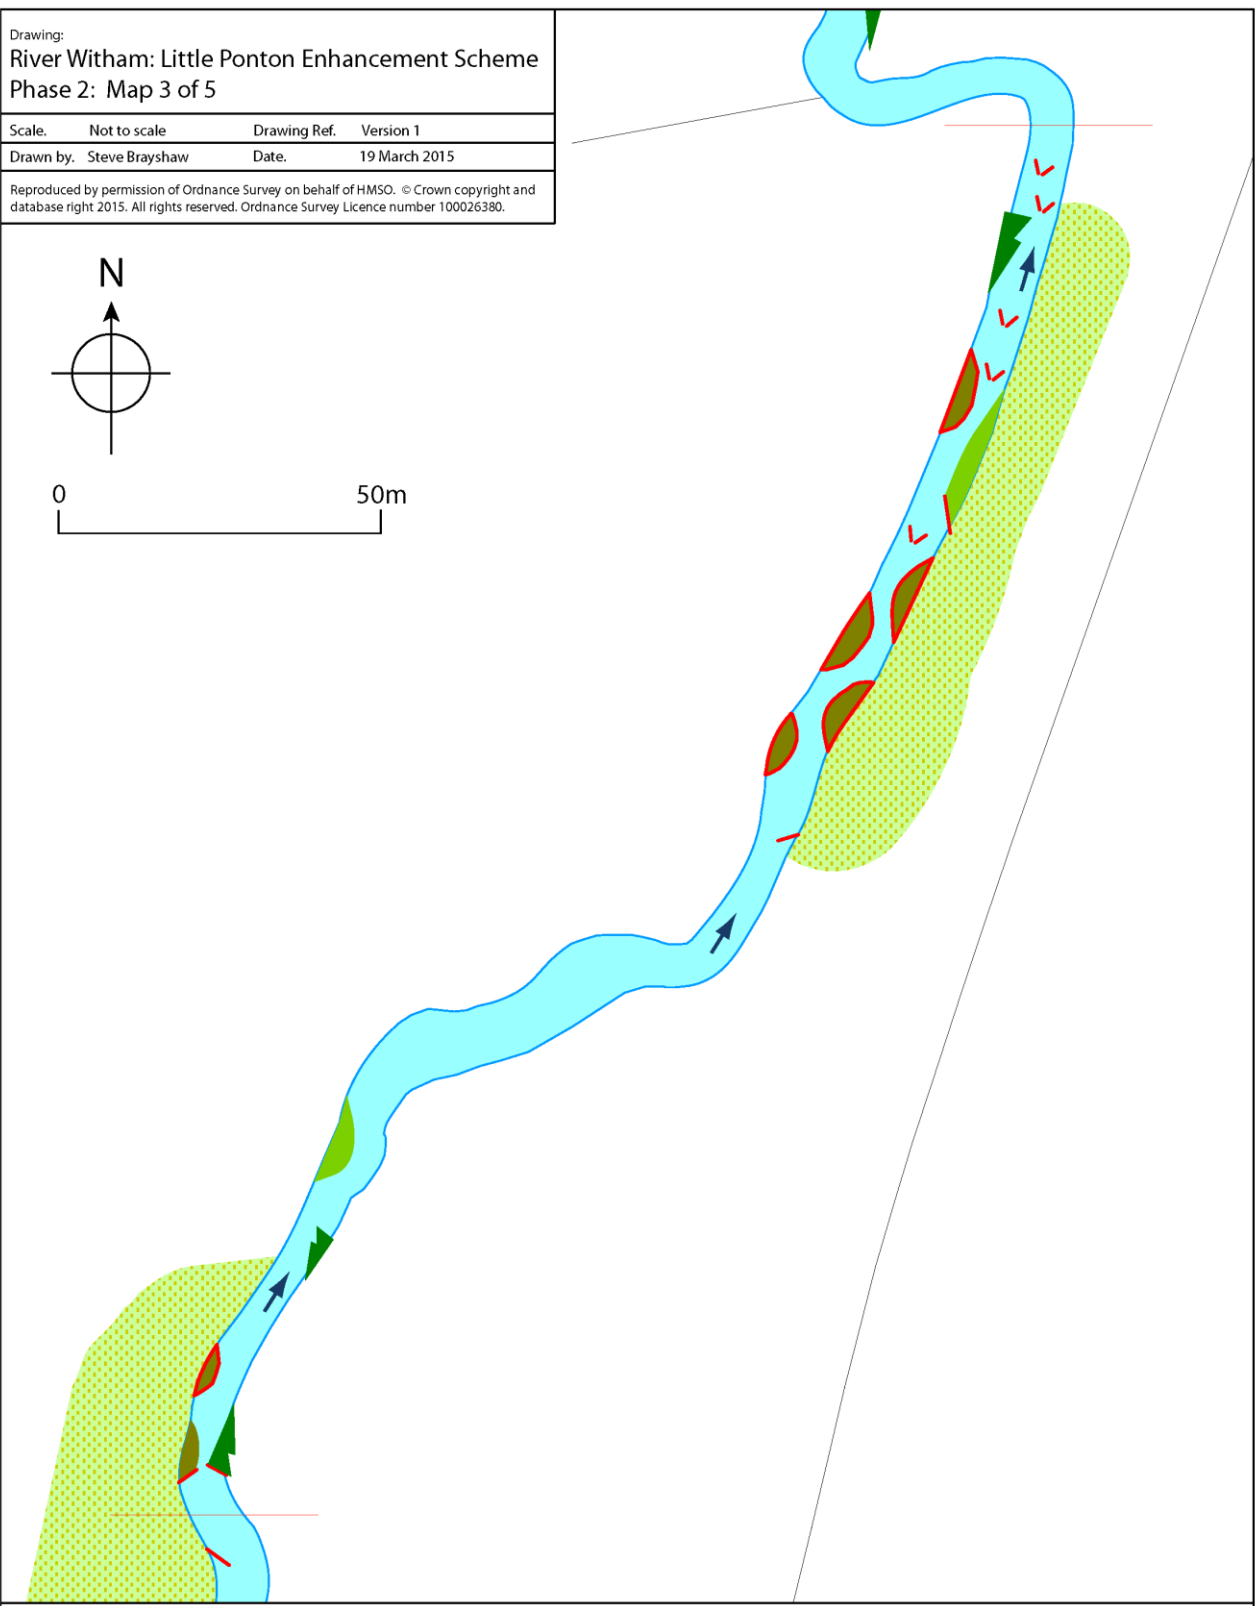 Drawing:
River Witham: Little Ponton Enhancement Scheme
Phase 2: Map 3 of 5
Scale. Not to scale Drawing Ref. Version 1
Drawn by. Steve Brayshaw Date. 19 March 2015
Reproduced by permission of Ordnance Survey on behalf of HMSO. © Crown copyright and
database right 2015. All rights reserved. Ordnance Survey Licence number 100026380.
N
0 50m